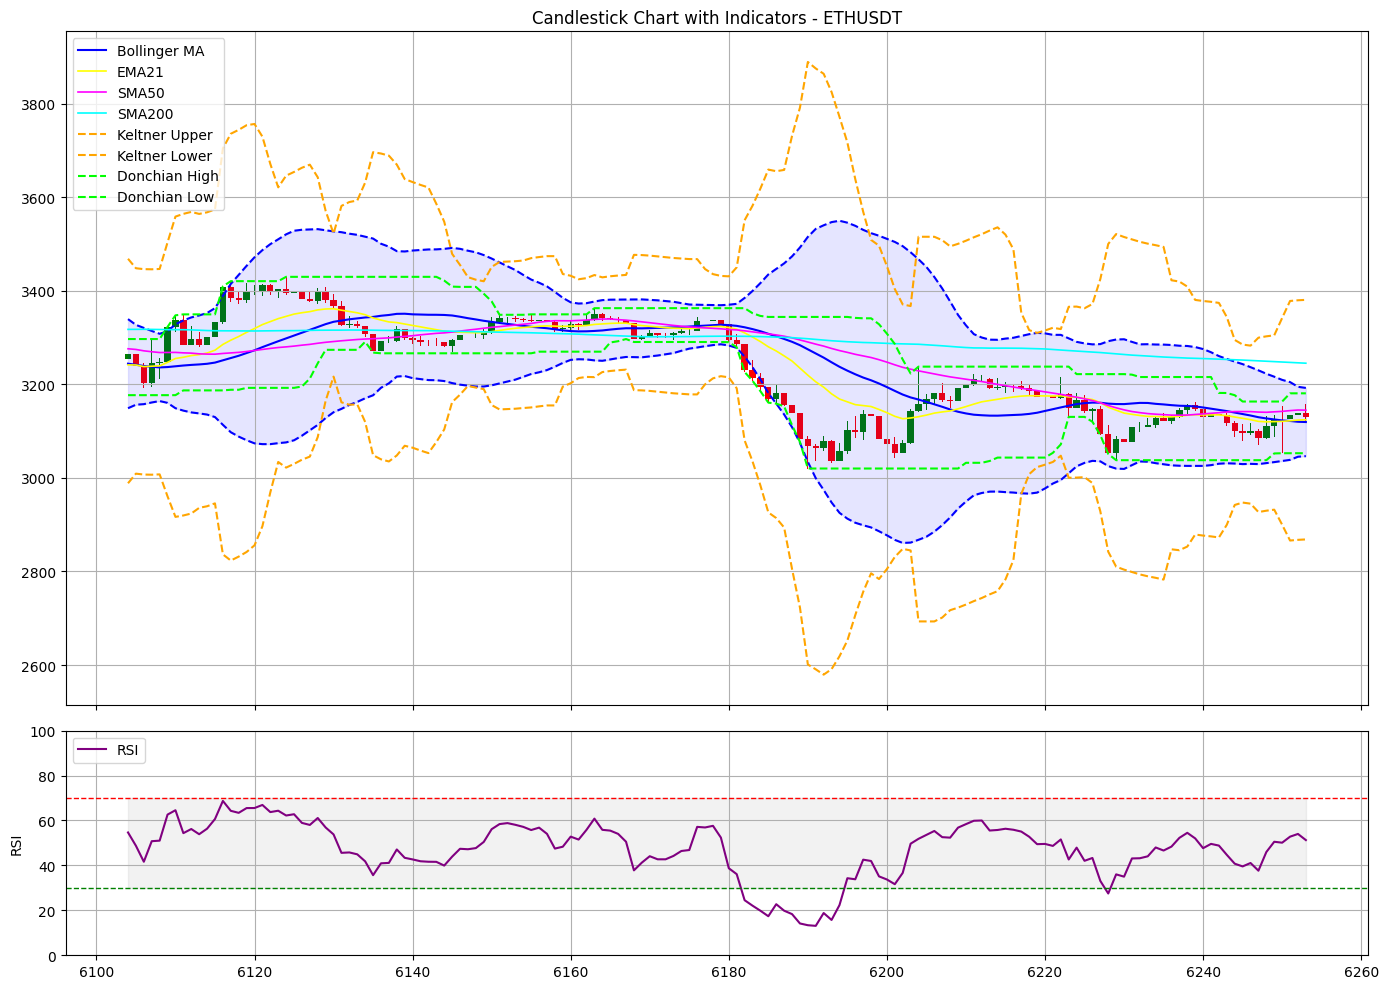 Candlestick Chart with Indicators - ETHUSDT
Bollinger MA
EMA21
SMA50
SMA200
Keltner Upper
Keltner Lower
Donchian High
Donchian Low
3800
3600
3400
3200
3000
2800
2600
RSI
100
80
60
40
20
0
RSI
6100 6120 6140 6160 6180 6200 6220 6240 6260